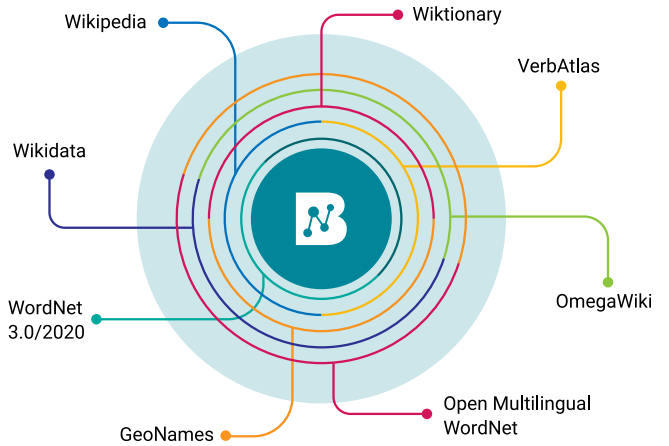 Wikipedia
Wiktionary
VerbAtlas
Wikidata
B
OmegaWiki
WordNet
3.0/2020
Open Multilingual
WordNet
GeoNames